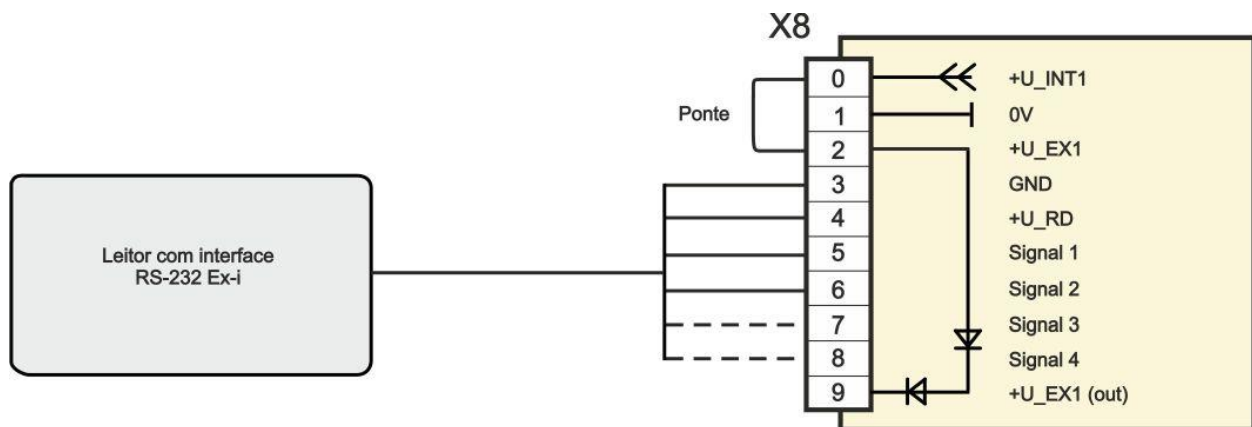 X8
0 +U_INT1
Ponte
1 0V
2 +U_EX1
3 GND
4 +U_RD
Leitor com interface
RS-232 Ex-i
5 Signal 1
6 Signal 2
7 Signal 3
8 Signal 4
9 +U_EX1 (out)